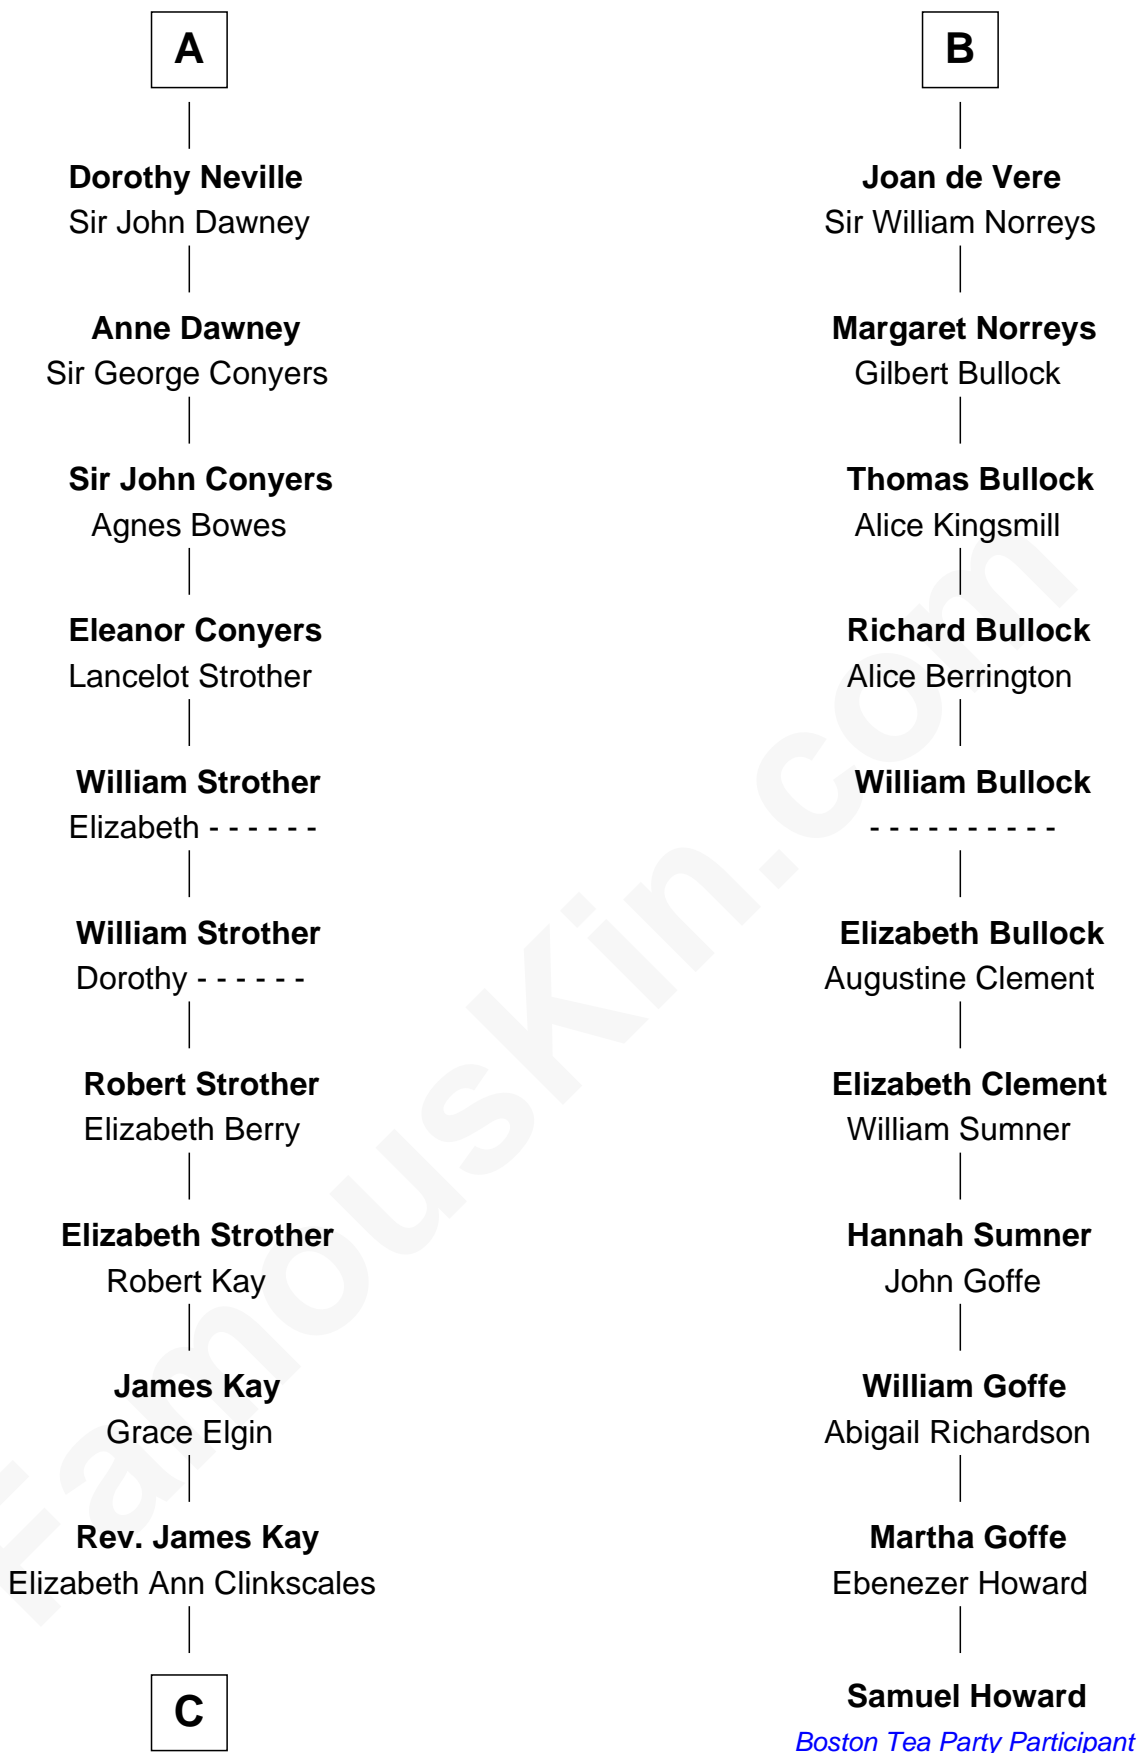 A
Dorothy Neville
Sir John Dawney
Anne Dawney
Sir George Conyers
Sir John Conyers
Agnes Bowes
Eleanor Conyers
Lancelot Strother
William Strother
Elizabeth - - - - - -
William Strother
Dorothy - - - - - -
Robert Strother
Elizabeth Berry
Elizabeth Strother
Robert Kay
James Kay
Grace Elgin
Rev. James Kay
Elizabeth Ann Clinkscales
C
B
Joan de Vere
Sir William Norreys
Margaret Norreys
Gilbert Bullock
Thomas Bullock
Alice Kingsmill
Richard Bullock
Alice Berrington
William Bullock
- - - - - - - - - -
Elizabeth Bullock
Augustine Clement
Elizabeth Clement
William Sumner
Hannah Sumner
John Goffe
William Goffe
Abigail Richardson
Martha Goffe
Ebenezer Howard
Samuel Howard
Boston Tea Party Participant
FamousKin.com